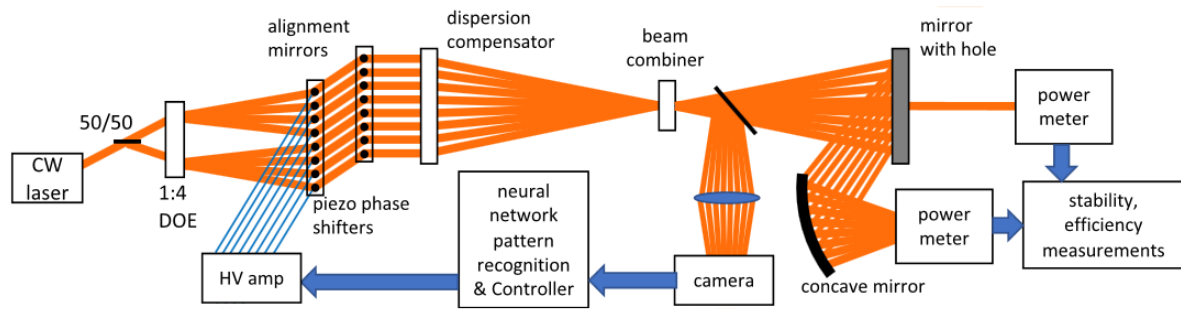 alignment
mirrors
dispersion
compensator
beam
combiner
mirror
with hole
50/50
CW
laser
1:4
DOE
piezo phase
shifters
HV amp
neural
network
pattern
recognition
& Controller
camera
concave mirror
power
meter
power
meter
stability,
efficiency
measurements